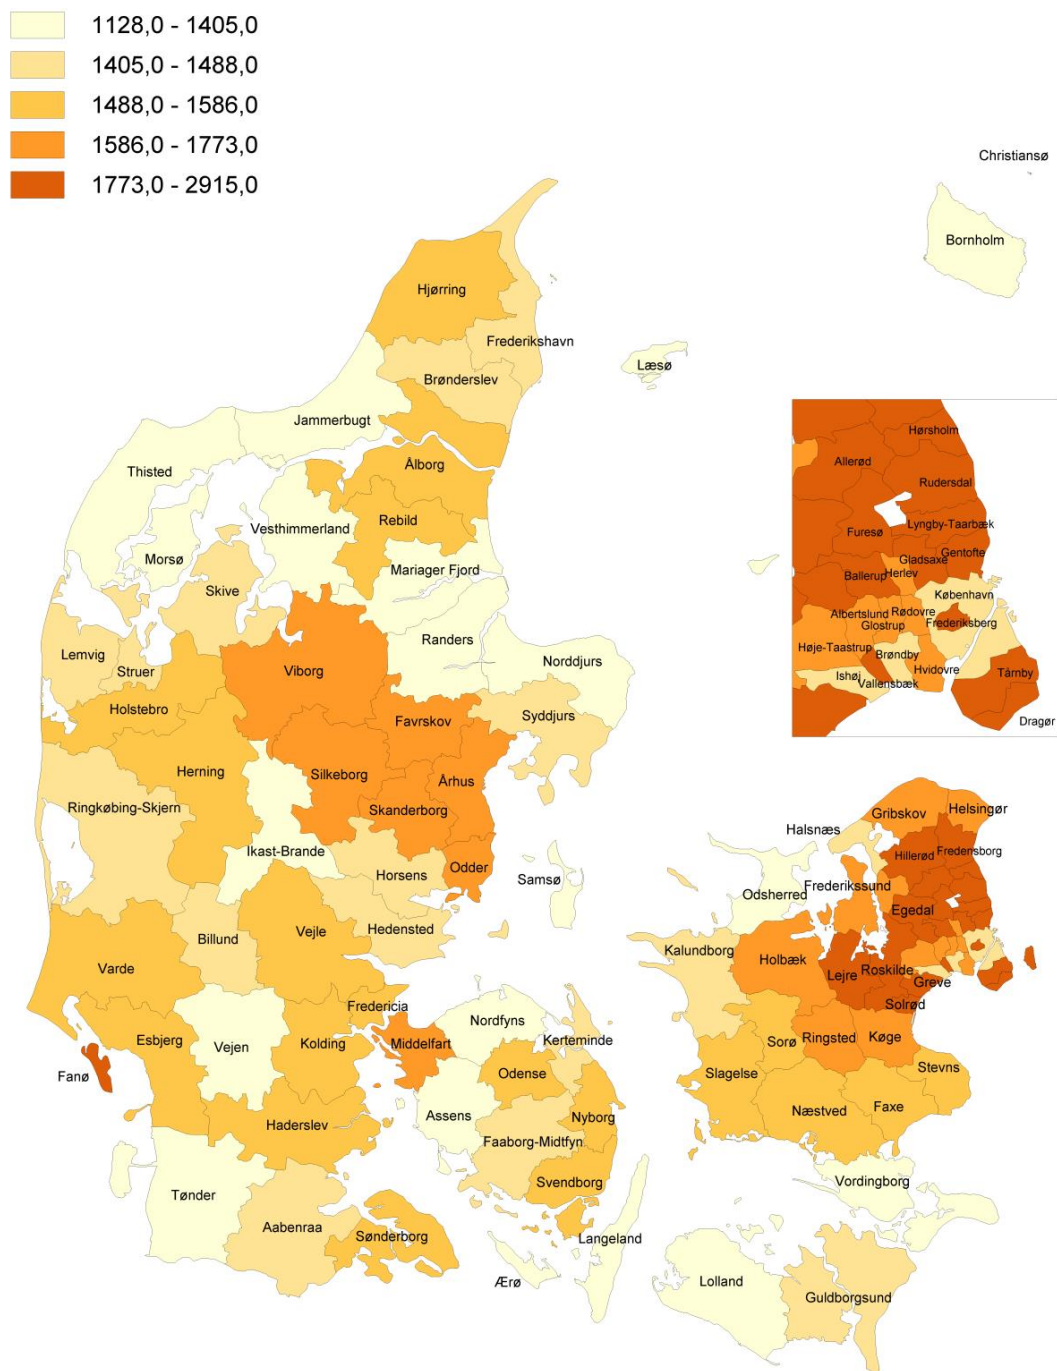 1128,0 - 1405,0
1405,0 - 1488,0
1488,0 - 1586,0
1586,0 - 1773,0
1773,0 - 2915,0
Christiansø
Bornholm
Hjørring
Frederikshavn
Læsø
Brønderslev
Jammerbugt
Thisted
Ålborg
Vesthimmerland
Rebild
Morsø
Mariager Fjord
Skive
Randers
Lemvig
Struer
Viborg
Norddjurs
Holstebro
Favrskov
Syddjurs
Herning
Silkeborg
Århus
Ringkøbing-Skjern
Skanderborg
Ikast-Brande
Horsens
Odder
Samsø
Billund
Vejle
Hedensted
Varde
Fredericia
Esbjerg
Vejen
Kolding
Middelfart
Nordfyns
Kerteminde
Fanø
Odense
Haderslev
Assens
Nyborg
Faaborg-Midtfyn
Svendborg
Tønder
Aabenraa
Sønderborg
Langeland
Ærø
Hørsholm
Allerød
Rudersdal
Furesø
Lyngby-Taarbæk
Gentofte
Gladsaxe
Ballerup
Herlev
København
Albertslund
Rødovre
Glostrup
Frederiksberg
Høje-Taastrup
Brøndby
Hvidovre
Ishøj
Vallensbæk
Tårnby
Dragør
Gribskov
Helsingør
Halsnæs
Hillerød
Fredensborg
Odsherred
Frederikssund
Egedal
Kalundborg
Holbæk
Lejre
Roskilde
Greve
Solrød
Sorø
Ringsted
Køge
Stevns
Slagelse
Næstved
Faxe
Vordingborg
Lolland
Guldborgsund